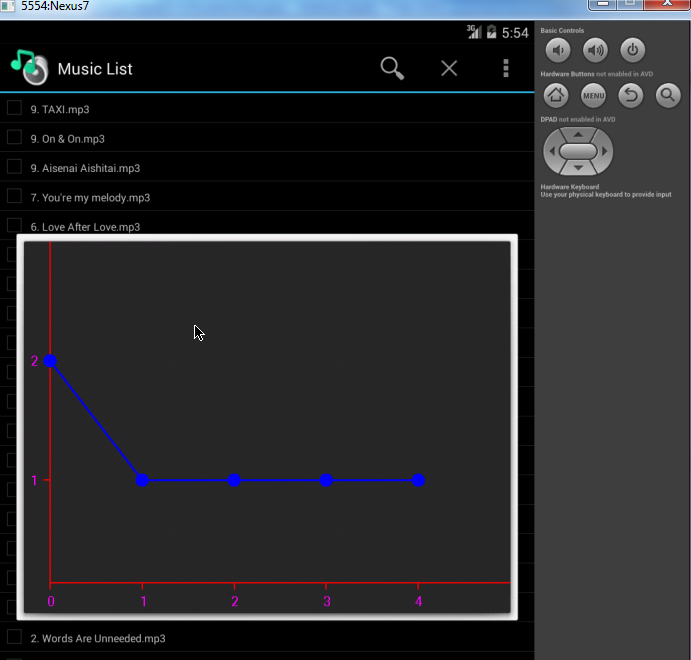 5554:Nexus7
3G 5:54
Music List
9. TAXI.mp3
9. On & On.mp3
9. Aisenai Aishitai.mp3
7. You're my melody.mp3
6. Love After Love.mp3
2
1
0 1 2 3 4
2. Words Are Unneeded.mp3
Basic Controls
Hardware Buttons not enabled in AVD
MENU
DPAD not enabled in AVD
Hardware Keyboard
Use your physical keyboard to provide input